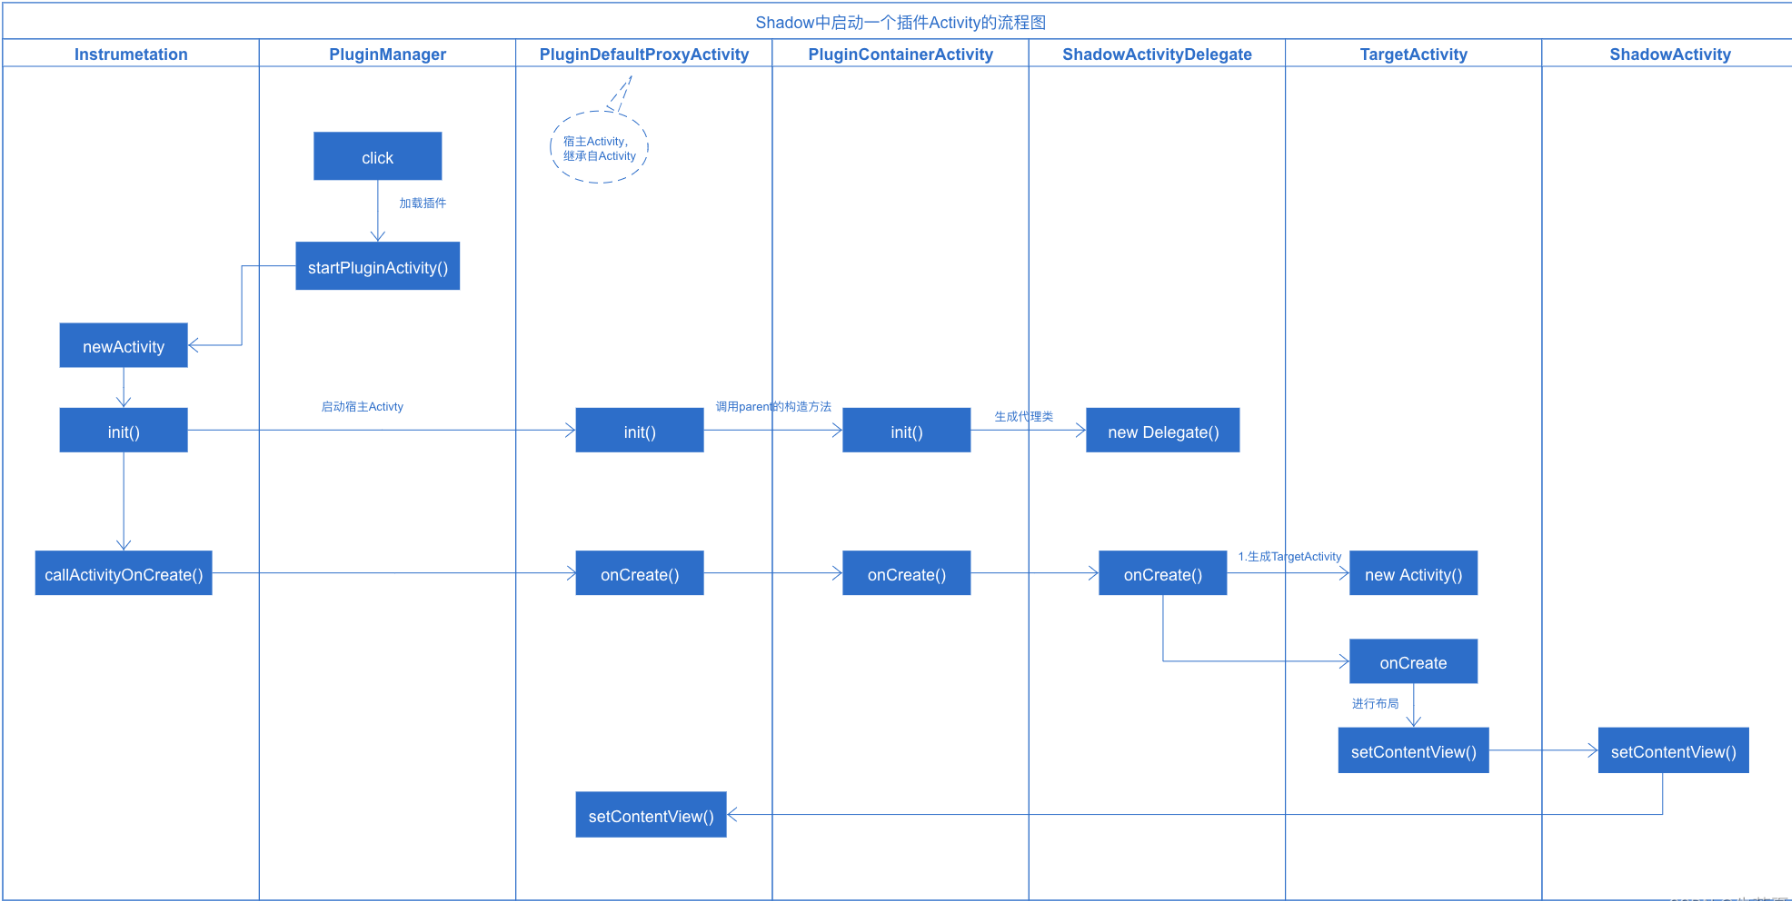 Shadow中启动一个插件Activity的流程图
Instrumetation
PluginManager
PluginDefaultProxyActivity
PluginContainerActivity
ShadowActivityDelegate
TargetActivity
ShadowActivity
宿主Activity,
继承自Activity
click
加载插件
startPluginActivity()
newActivity
启动宿主Activty
调用parent的构造方法
生成代理类
init()
init()
init()
new Delegate()
1.生成TargetActivity
callActivityOnCreate()
onCreate()
onCreate()
onCreate()
new Activity()
onCreate
进行布局
setContentView()
setContentView()
setContentView()